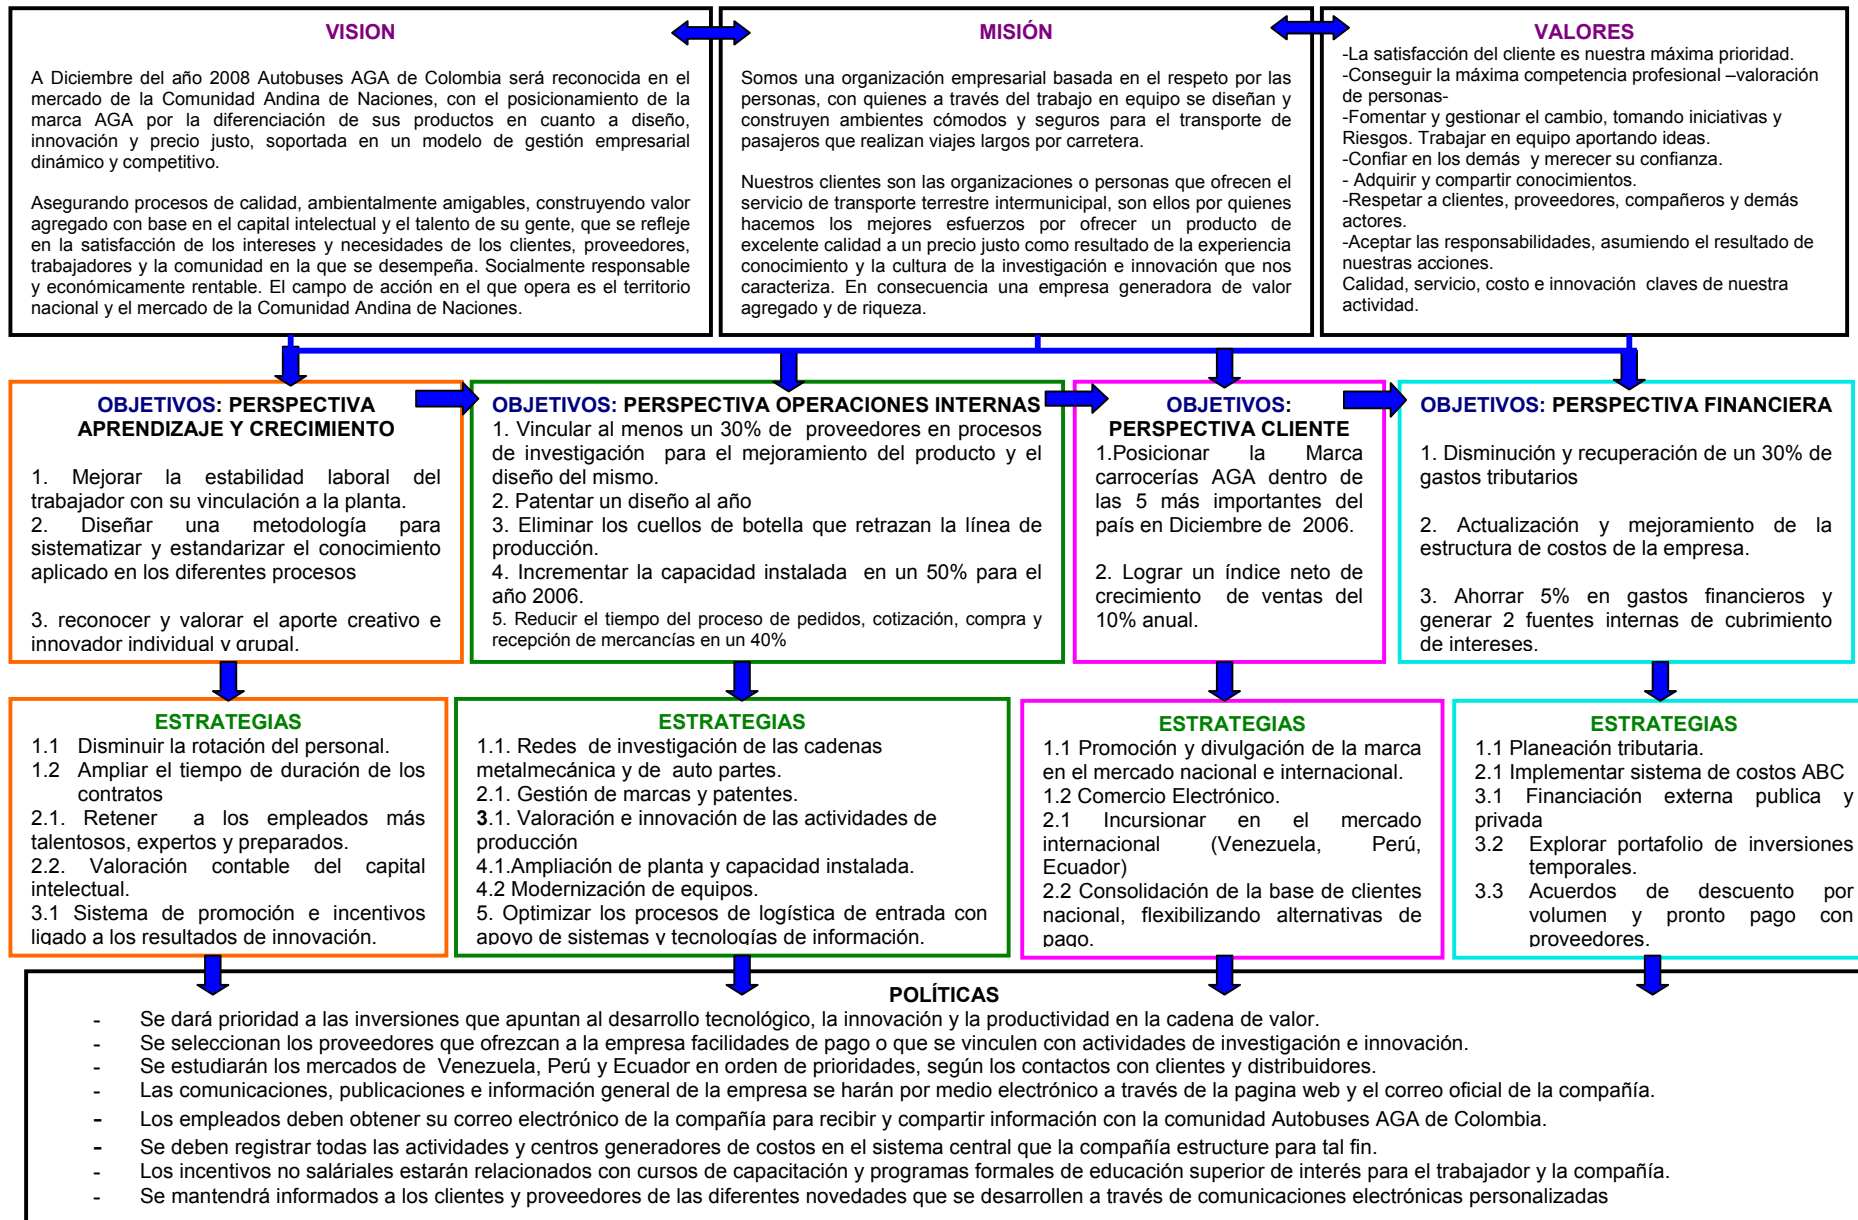 VISION
A Diciembre del año 2008 Autobuses AGA de Colombia será reconocida en el
mercado de la Comunidad Andina de Naciones, con el posicionamiento de la
marca AGA por la diferenciación de sus productos en cuanto a diseño,
innovación y precio justo, soportada en un modelo de gestión empresarial
dinámico y competitivo.
Asegurando procesos de calidad, ambientalmente amigables, construyendo valor
agregado con base en el capital intelectual y el talento de su gente, que se refleje
en la satisfacción de los intereses y necesidades de los clientes, proveedores,
trabajadores y la comunidad en la que se desempeña. Socialmente responsable
y económicamente rentable. El campo de acción en el que opera es el territorio
nacional y el mercado de la Comunidad Andina de Naciones.
MISIÓN
Somos una organización empresarial basada en el respeto por las
personas, con quienes a través del trabajo en equipo se diseñan y
construyen ambientes cómodos y seguros para el transporte de
pasajeros que realizan viajes largos por carretera.
Nuestros clientes son las organizaciones o personas que ofrecen el
servicio de transporte terrestre intermunicipal, son ellos por quienes
hacemos los mejores esfuerzos por ofrecer un producto de
excelente calidad a un precio justo como resultado de la experiencia
conocimiento y la cultura de la investigación e innovación que nos
caracteriza. En consecuencia una empresa generadora de valor
agregado y de riqueza.
VALORES
-La satisfacción del cliente es nuestra máxima prioridad.
-Conseguir la máxima competencia profesional –valoración
de personas-
-Fomentar y gestionar el cambio, tomando iniciativas y
Riesgos. Trabajar en equipo aportando ideas.
-Confiar en los demás y merecer su confianza.
- Adquirir y compartir conocimientos.
-Respetar a clientes, proveedores, compañeros y demás
actores.
-Aceptar las responsabilidades, asumiendo el resultado de
nuestras acciones.
Calidad, servicio, costo e innovación claves de nuestra
actividad.
OBJETIVOS: PERSPECTIVA
APRENDIZAJE Y CRECIMIENTO
1. Mejorar la estabilidad laboral del
trabajador con su vinculación a la planta.
2. Diseñar una metodología para
sistematizar y estandarizar el conocimiento
aplicado en los diferentes procesos
3. reconocer y valorar el aporte creativo e
innovador individual y grupal.
OBJETIVOS: PERSPECTIVA OPERACIONES INTERNAS
1. Vincular al menos un 30% de proveedores en procesos
de investigación para el mejoramiento del producto y el
diseño del mismo.
2. Patentar un diseño al año
3. Eliminar los cuellos de botella que retrazan la línea de
producción.
4. Incrementar la capacidad instalada en un 50% para el
año 2006.
5. Reducir el tiempo del proceso de pedidos, cotización, compra y
recepción de mercancías en un 40%
OBJETIVOS:
PERSPECTIVA CLIENTE
1.Posicionar la Marca
carrocerías AGA dentro de
las 5 más importantes del
país en Diciembre de 2006.
2. Lograr un índice neto de
crecimiento de ventas del
10% anual.
OBJETIVOS: PERSPECTIVA FINANCIERA
1. Disminución y recuperación de un 30% de
gastos tributarios
2. Actualización y mejoramiento de la
estructura de costos de la empresa.
3. Ahorrar 5% en gastos financieros y
generar 2 fuentes internas de cubrimiento
de intereses.
ESTRATEGIAS
1.1 Disminuir la rotación del personal.
1.2 Ampliar el tiempo de duración de los
contratos
2.1. Retener a los empleados más
talentosos, expertos y preparados.
2.2. Valoración contable del capital
intelectual.
3.1 Sistema de promoción e incentivos
ligado a los resultados de innovación.
ESTRATEGIAS
1.1. Redes de investigación de las cadenas
metalmecánica y de auto partes.
2.1. Gestión de marcas y patentes.
3.1. Valoración e innovación de las actividades de
producción
4.1.Ampliación de planta y capacidad instalada.
4.2 Modernización de equipos.
5. Optimizar los procesos de logística de entrada con
apoyo de sistemas y tecnologías de información.
ESTRATEGIAS
1.1 Promoción y divulgación de la marca
en el mercado nacional e internacional.
1.2 Comercio Electrónico.
2.1 Incursionar en el mercado
internacional (Venezuela, Perú,
Ecuador)
2.2 Consolidación de la base de clientes
nacional, flexibilizando alternativas de
pago.
ESTRATEGIAS
1.1 Planeación tributaria.
2.1 Implementar sistema de costos ABC
3.1 Financiación externa publica y
privada
3.2 Explorar portafolio de inversiones
temporales.
3.3 Acuerdos de descuento por
volumen y pronto pago con
proveedores.
POLÍTICAS
- Se dará prioridad a las inversiones que apuntan al desarrollo tecnológico, la innovación y la productividad en la cadena de valor.
- Se seleccionan los proveedores que ofrezcan a la empresa facilidades de pago o que se vinculen con actividades de investigación e innovación.
- Se estudiarán los mercados de Venezuela, Perú y Ecuador en orden de prioridades, según los contactos con clientes y distribuidores.
- Las comunicaciones, publicaciones e información general de la empresa se harán por medio electrónico a través de la pagina web y el correo oficial de la compañía.
- Los empleados deben obtener su correo electrónico de la compañía para recibir y compartir información con la comunidad Autobuses AGA de Colombia.
- Se deben registrar todas las actividades y centros generadores de costos en el sistema central que la compañía estructure para tal fin.
- Los incentivos no saláriales estarán relacionados con cursos de capacitación y programas formales de educación superior de interés para el trabajador y la compañía.
- Se mantendrá informados a los clientes y proveedores de las diferentes novedades que se desarrollen a través de comunicaciones electrónicas personalizadas